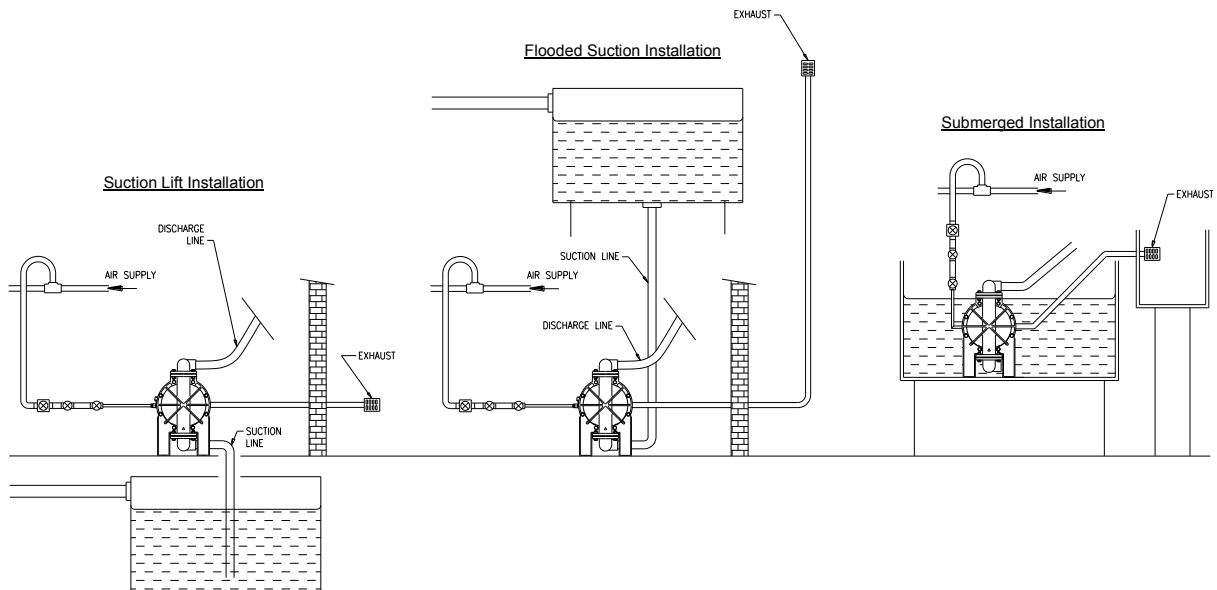 Suction Lift Installation
DISCHARGE
LINE
AIR SUPPLY
EXHAUST
SUCTION
LINE
Flooded Suction Installation
EXHAUST
SUCTION LINE
AIR SUPPLY
DISCHARGE LINE
Submerged Installation
AIR SUPPLY
EXHAUST